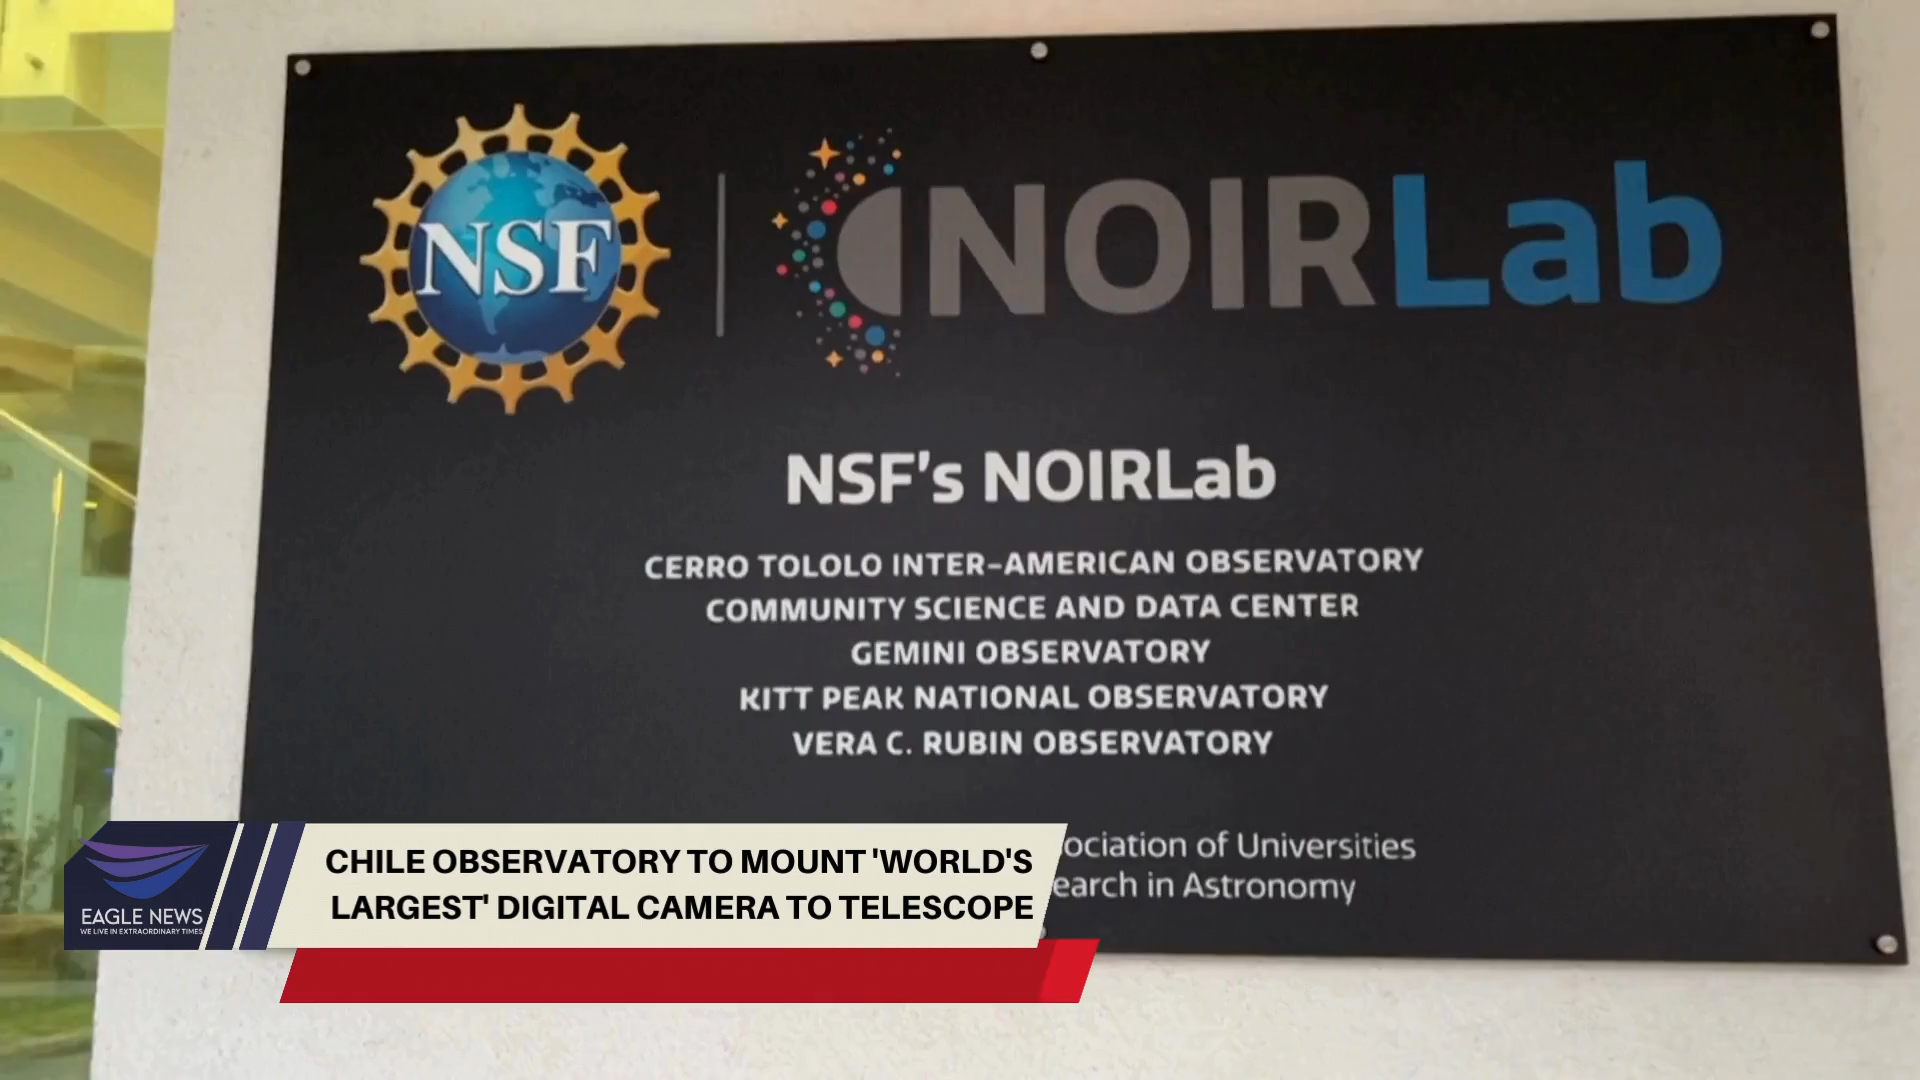 NSF
NOIRLab
NSF's NOIRLab
CERRO TOLOLO INTER-AMERICAN OBSERVATORY
COMMUNITY SCIENCE AND DATA CENTER
GEMINI OBSERVATORY
KITT PEAK NATIONAL OBSERVATORY
VERA C. RUBIN OBSERVATORY
of Universities
in Astronomy
CHILE OBSERVATORY TO MOUNT 'WORLD'S
LARGEST' DIGITAL CAMERA TO TELESCOPE
EAGLE NEWS
WE LIVE IN EXTRAORDINARY TIMES